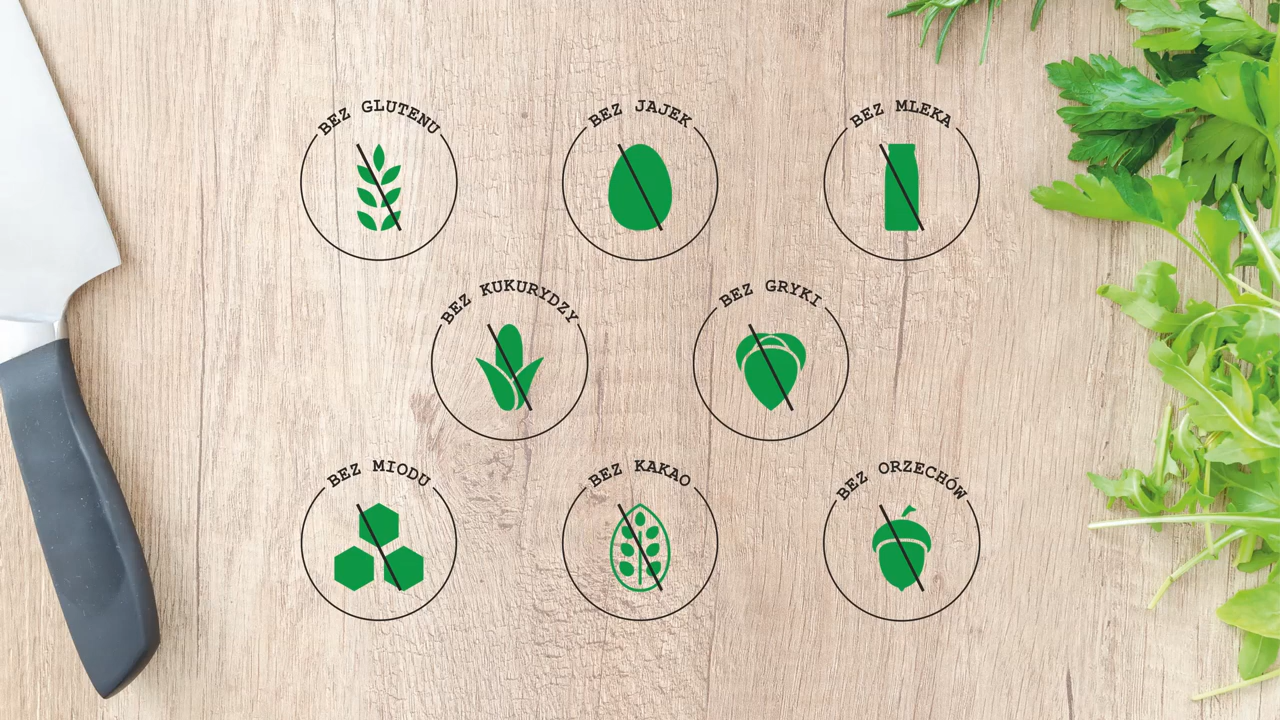 BEZ GLUTENU
BEZ JAJEK
BEZ MLEKA
BEZ KUKURYDZY
BEZ GRYKI
BEZ MIODU
BEZ KAKAO
BEZ ORZECHÓW